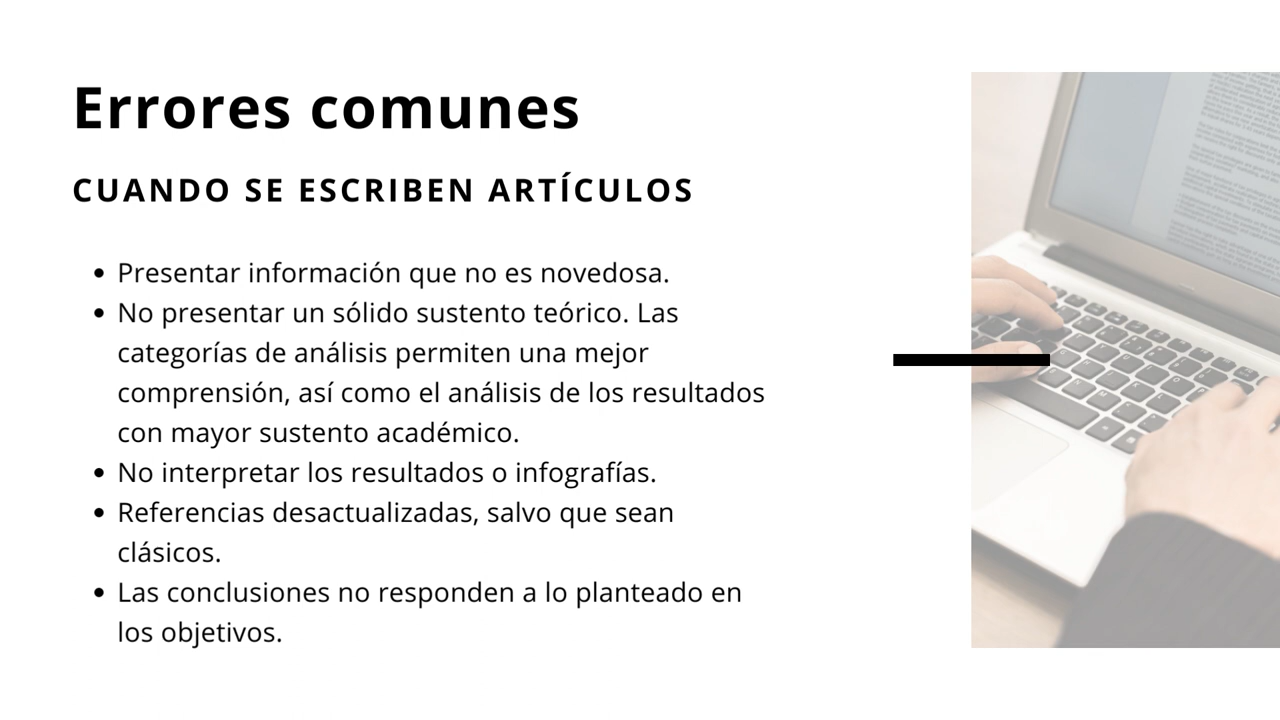 Errores comunes
CUANDO SE ESCRIBEN ARTÍCULOS
• Presentar información que no es novedosa.
• No presentar un sólido sustento teórico. Las
categorías de análisis permiten una mejor
comprensión, así como el análisis de los resultados
con mayor sustento académico.
• No interpretar los resultados o infografías.
• Referencias desactualizadas, salvo que sean
clásicos.
• Las conclusiones no responden a lo planteado en
los objetivos.